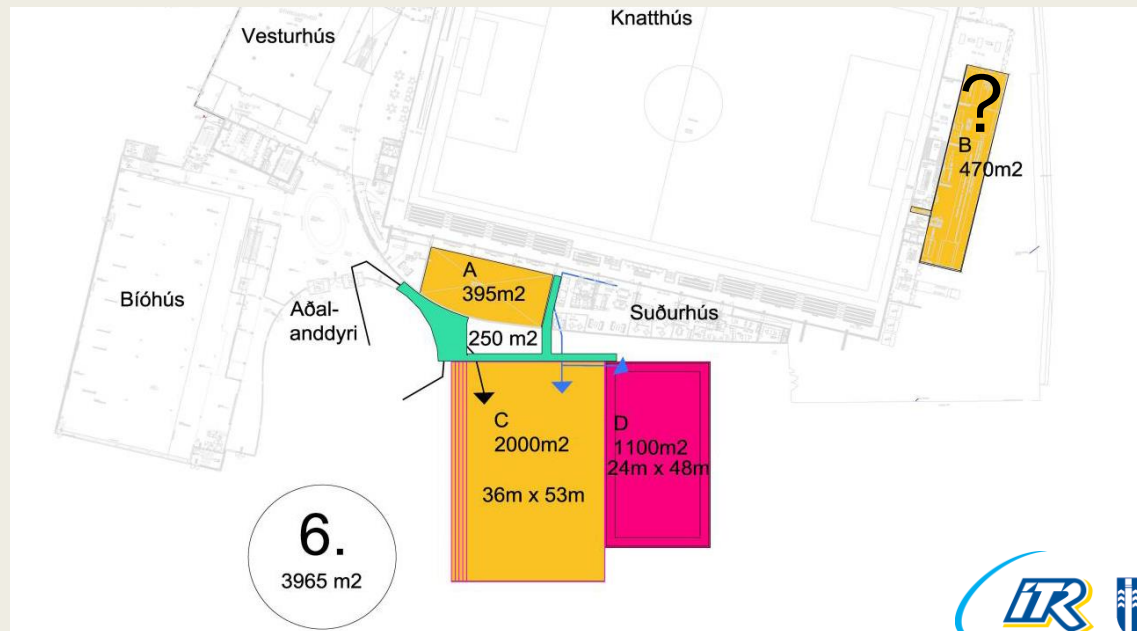 Knatthús
Vesturhús
?
B
470m2
A
395m2
Bíóhús
Aðal-
anddyri
Suðurhús
250 m2
C
2000m2
D
1100m2
24m x 48m
36m x 53m
6.
3965 m2
ÍTR